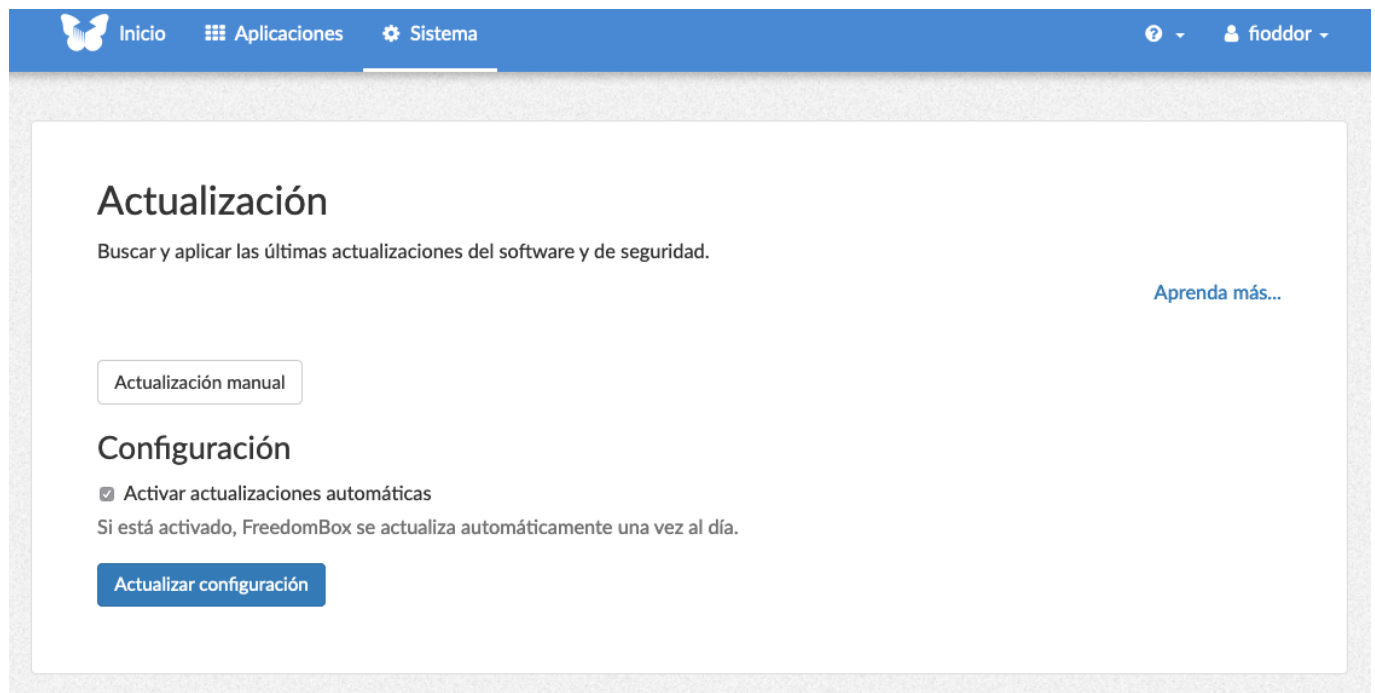 Inicio Aplicaciones Sistema fioddor
Actualización
Buscar y aplicar las últimas actualizaciones del software y de seguridad.
Aprenda más...
Actualización manual
Configuración
Activar actualizaciones automáticas
Si está activado, FreedomBox se actualiza automáticamente una vez al día.
Actualizar configuración